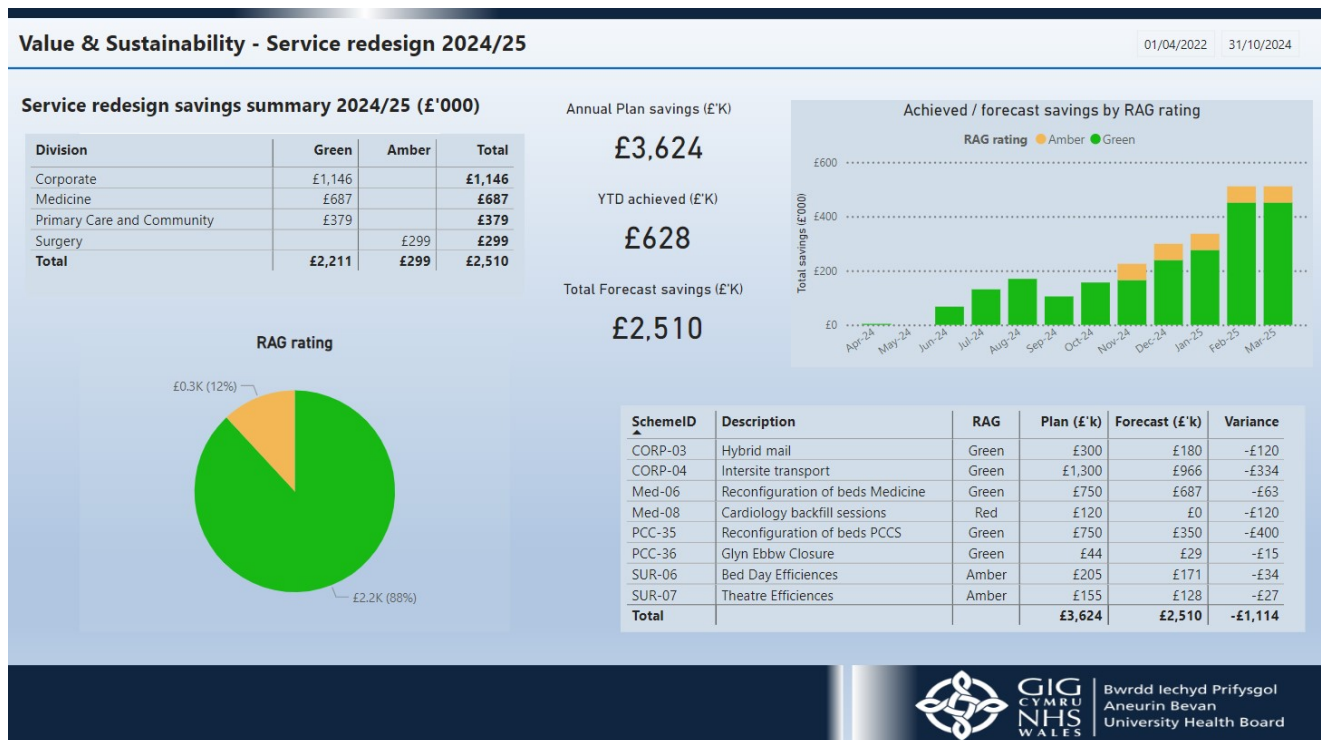 Value & Sustainability - Service redesign 2024/25
01/04/2022 31/10/2024
Service redesign savings summary 2024/25 (£'000)
Division Green Amber Total
Corporate £1,146 £1,146
Medicine £687 £687
Primary Care and Community £379 £379
Surgery £299 £299
Total £2,211 £299 £2,510
Annual Plan savings (£'K)
£3,624
YTD achieved (£'K)
£628
Total Forecast savings (£'K)
£2,510
Achieved / forecast savings by RAG rating
RAG rating Amber Green
Total savings (£'000)
£600
£400
£200
£0
Apr-24 May-24 Jun-24 Jul-24 Aug-24 Sep-24 Oct-24 Nov-24 Dec-24 Jan-25 Feb-25 Mar-25
RAG rating
£0.3K (12%)
£2.2K (88%)
SchemeID Description RAG Plan (£'k) Forecast (£'k) Variance
CORP-03 Hybrid mail Green £300 £180 -£120
CORP-04 Intersite transport Green £1,300 £966 -£334
Med-06 Reconfiguration of beds Medicine Green £750 £687 -£63
Med-08 Cardiology backfill sessions Red £120 £0 -£120
PCC-35 Reconfiguration of beds PCCS Green £750 £350 -£400
PCC-36 Glyn Ebbw Closure Green £44 £29 -£15
SUR-06 Bed Day Efficiences Amber £205 £171 -£34
SUR-07 Theatre Efficiences Amber £155 £128 -£27
Total £3,624 £2,510 -£1,114
GIG
CYMRU
NHS
WALES
Bwrdd Iechyd Prifysgol
Aneurin Bevan
University Health Board